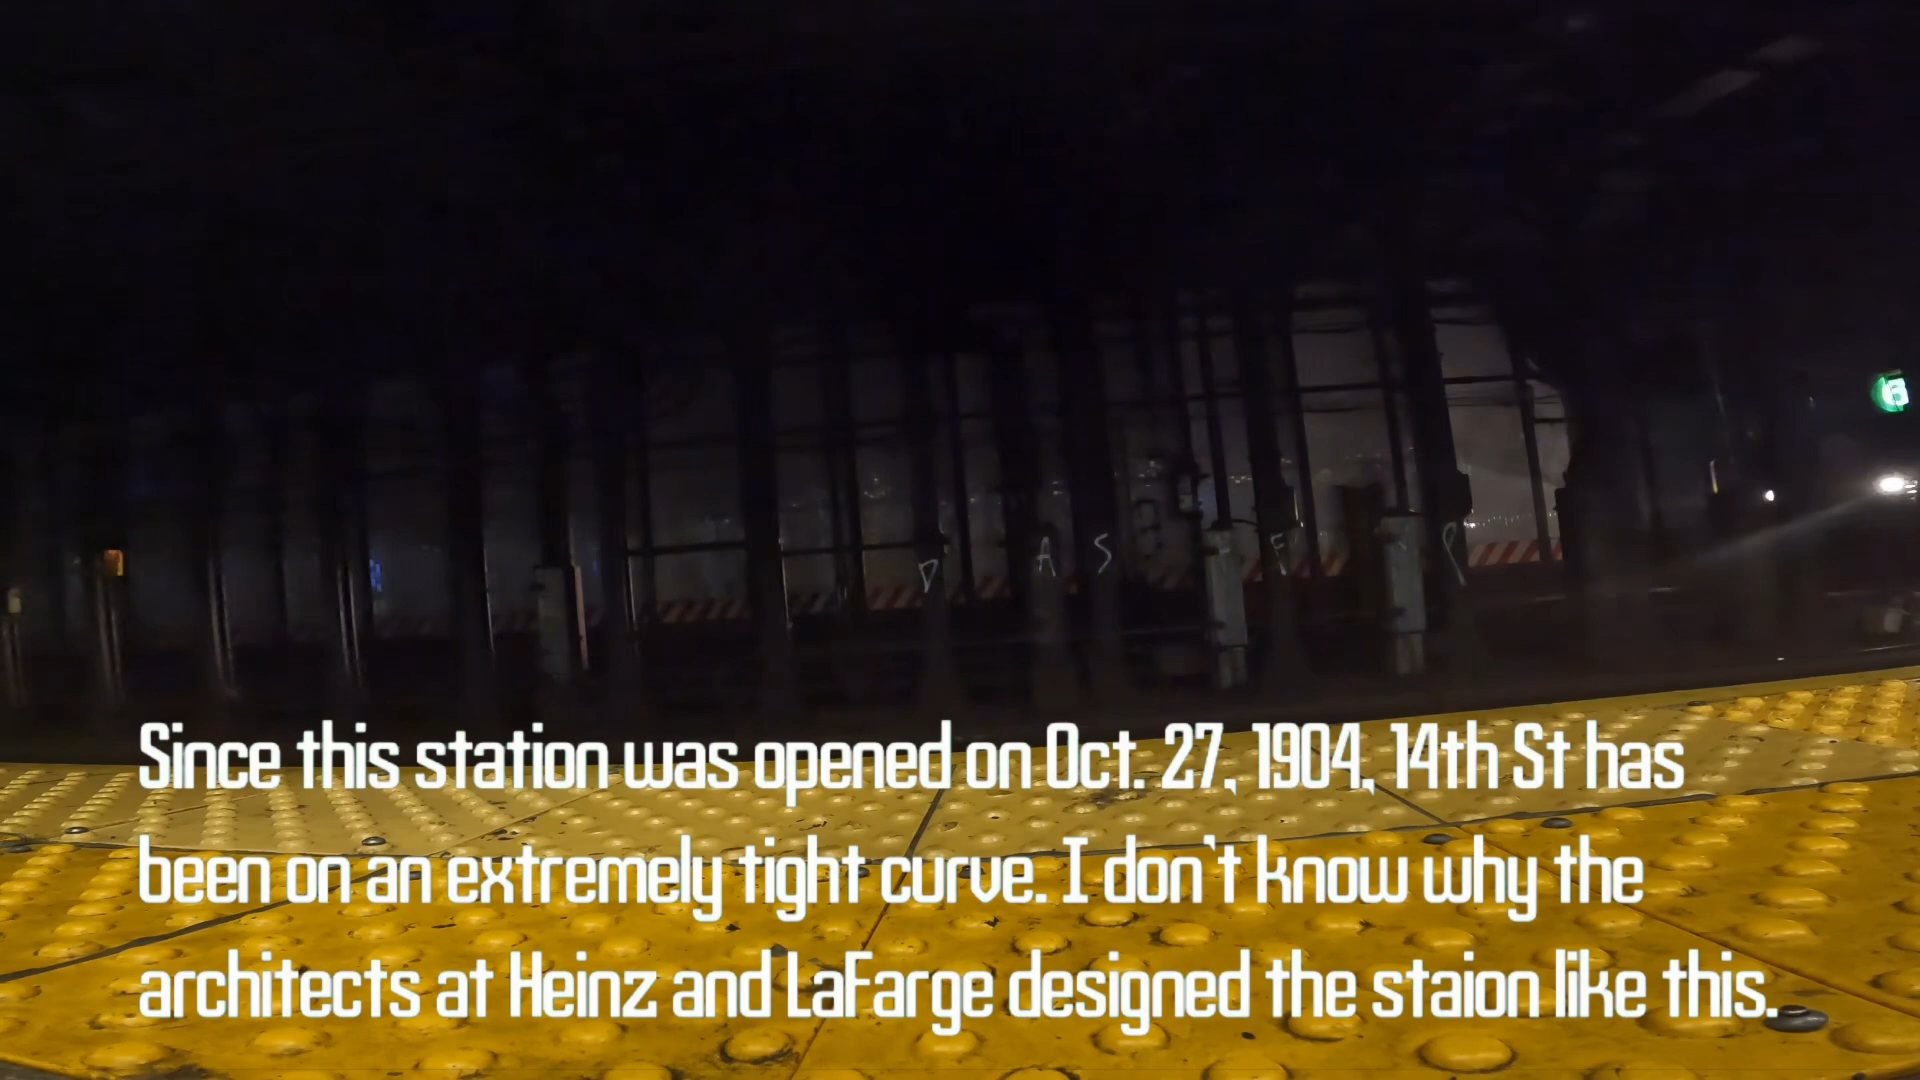 6
D A S F P
Since this station was opened on Oct. 27, 1904, 14th St has
been on an extremely tight curve. I don't know why the
architects at Heinz and LaFarge designed the staion like this.